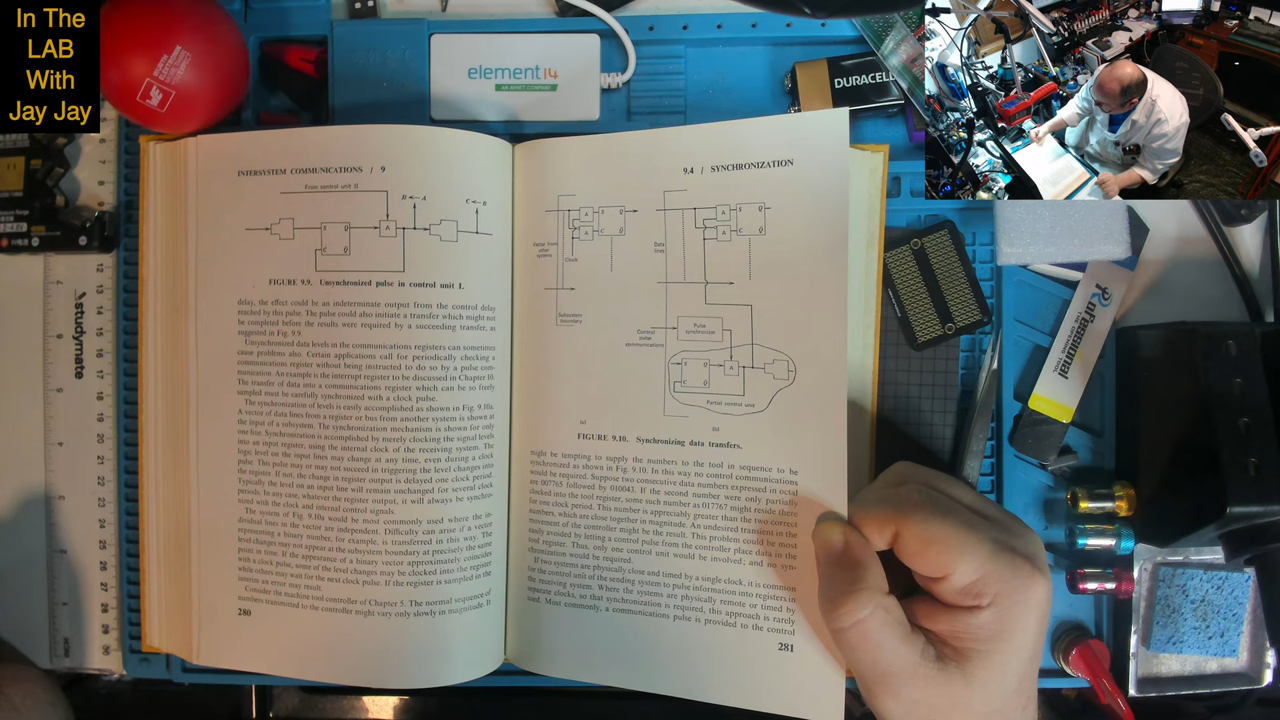 In The
LAB
With
Jay Jay
element14
AN AVNET COMPANY
DURACELL
studymate
INTERSYSTEM COMMUNICATIONS / 9
From control unit II
B ← A
C ← B
S Q
C Q̄
A
FIGURE 9.9. Unsynchronized pulse in control unit I.
delay, the effect could be an indeterminate output from the control delay
reached by this pulse. The pulse could also initiate a transfer which might not
be completed before the results were required by a succeeding transfer, as
suggested in Fig. 9.9.
Unsynchronized data levels in the communications registers can sometimes
cause problems also. Certain applications call for periodically checking a
communications register without being instructed to do so by a pulse com-
munication. An example is the interrupt register to be discussed in Chapter 10.
The transfer of data into a communications register which can be so freely
sampled must be carefully synchronized with a clock pulse.
The synchronization of levels is easily accomplished as shown in Fig. 9.10a.
A vector of data lines from a register or bus from another system is shown at
the input of a subsystem. The synchronization mechanism is shown for only
one line. Synchronization is accomplished by merely clocking the signal levels
into an input register, using the internal clock of the receiving system. The
logic level on the input lines may change at any time, even during a clock
pulse. This pulse may or may not succeed in triggering the level changes into
the register. If not, the change in register output is delayed one clock period.
Typically the level on an input line will remain unchanged for several clock
periods. In any case, whatever the register output, it will always be synchro-
nized with the clock and internal control signals.
The system of Fig. 9.10a would be most commonly used where the in-
dividual lines in the vector are independent. Difficulty can arise if a vector
representing a binary number, for example, is transferred in this way. The
level changes may not appear at the subsystem boundary at precisely the same
point in time. If the appearance of a binary vector approximately coincides
with a clock pulse, some of the level changes may be clocked into the register
while others may wait for the next clock pulse. If the register is sampled in the
interim an error may result.
Consider the machine tool controller of Chapter 5. The normal sequence of
numbers transmitted to the controller might vary only slowly in magnitude. It
280
9.4 / SYNCHRONIZATION
A S Q
A C Q̄
Vector from
other
systems
Clock
Subsystem
boundary
(a)
A S Q
A C Q̄
Data
lines
Control
pulse
communications
Pulse
synchronizer
S Q
C Q̄
A
Partial control unit
(b)
FIGURE 9.10. Synchronizing data transfers.
might be tempting to supply the numbers to the tool in sequence to be
synchronized as shown in Fig. 9.10. In this way no control communications
would be required. Suppose two consecutive data numbers expressed in octal
are 007765 followed by 010043. If the second number were only partially
clocked into the tool register, some such number as 017767 might reside there
for one clock period. This number is appreciably greater than the two correct
numbers, which are close together in magnitude. An undesired transient in the
movement of the controller might be the result. This problem could be most
easily avoided by letting a control pulse from the controller place data in the
tool register. Thus, only one control unit would be involved; and no syn-
chronization would be required.
If two systems are physically close and timed by a single clock, it is common
for the control unit of the sending system to pulse information into registers in
the receiving system. Where the systems are physically remote or timed by
separate clocks, so that synchronization is required, this approach is rarely
used. Most commonly, a communications pulse is provided to the control
281